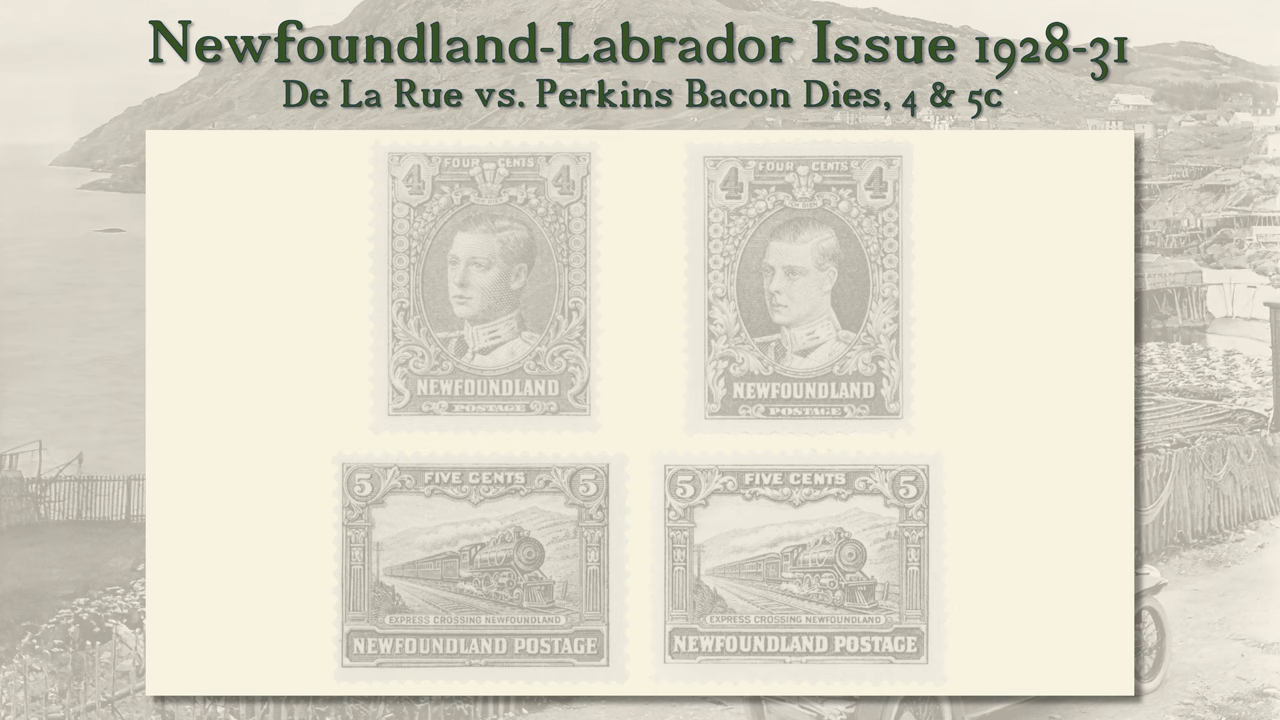 Newfoundland-Labrador Issue 1928-31
De La Rue vs. Perkins Bacon Dies, 4 & 5c
FOUR CENTS
4 4
NEWFOUNDLAND
POSTAGE
FOUR CENTS
4 4
ICH DIEN
NEWFOUNDLAND
POSTAGE
5 FIVE CENTS 5
EXPRESS CROSSING NEWFOUNDLAND
NEWFOUNDLAND POSTAGE
5 FIVE CENTS 5
EXPRESS CROSSING NEWFOUNDLAND
NEWFOUNDLAND POSTAGE